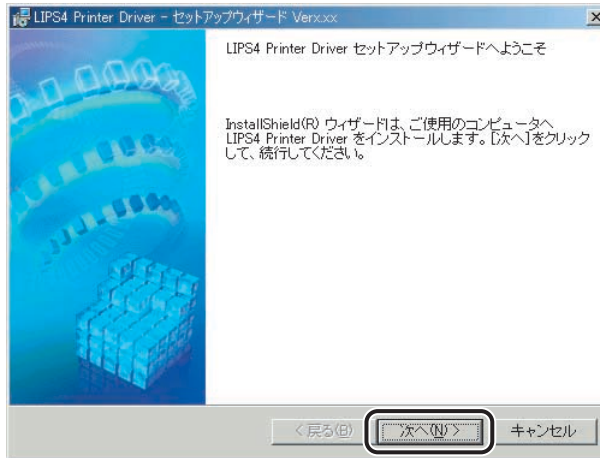 LIPS4 Printer Driver - セットアップウィザード Verx.xx
LIPS4 Printer Driver セットアップウィザードへようこそ
InstallShield(R) ウィザードは、ご使用のコンピュータへ
LIPS4 Printer Driver をインストールします。[次へ]をクリック
して、続行してください。
< 戻る(B)
次へ(N) >
キャンセル